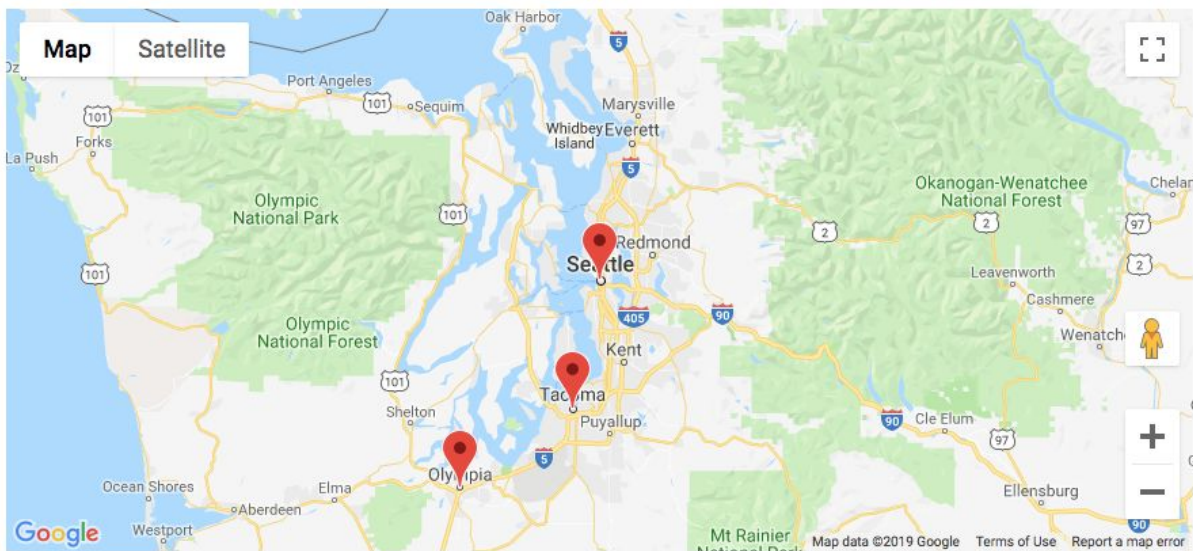 Map
Satellite
Oak Harbor
5
Port Angeles
101
101
Sequim
Marysville
Whidbey
Island
Everett
Forks
La Push
5
Olympic
National Park
101
Okanogan-Wenatchee
National Forest
Chelan
97
2
2
2
Redmond
Seattle
101
Leavenworth
Cashmere
405
90
Wenatche
Olympic
National Forest
Kent
101
Tacoma
Shelton
Puyallup
90
Cle Elum
97
5
Olympia
Ocean Shores
Elma
Aberdeen
Ellensburg
90
Westport
Mt Rainier
National Park
Google
Map data ©2019 Google
Terms of Use
Report a map error